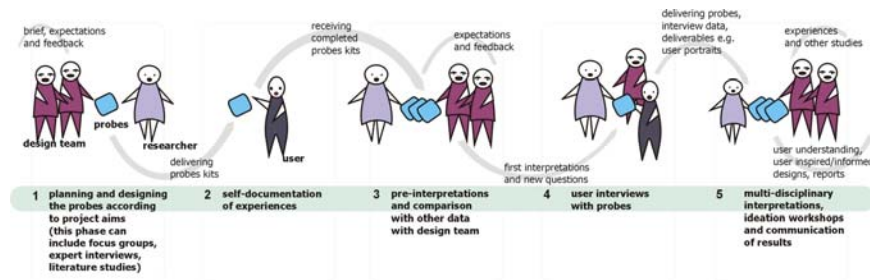 brief, expectations
and feedback
design team
probes
researcher
delivering
probes kits
receiving
completed
probes kits
user
expectations
and feedback
first interpretations
and new questions
delivering probes,
interview data,
deliverables e.g.
user portraits
experiences
and other studies
user understanding,
user inspired/informed
designs, reports
1 planning and designing
the probes according
to project aims
(this phase can
include focus groups,
expert interviews,
literature studies)
2 self-documentation
of experiences
3 pre-interpretations
and comparison
with other data
with design team
4 user interviews
with probes
5 multi-disciplinary
interpretations,
ideation workshops
and communication
of results